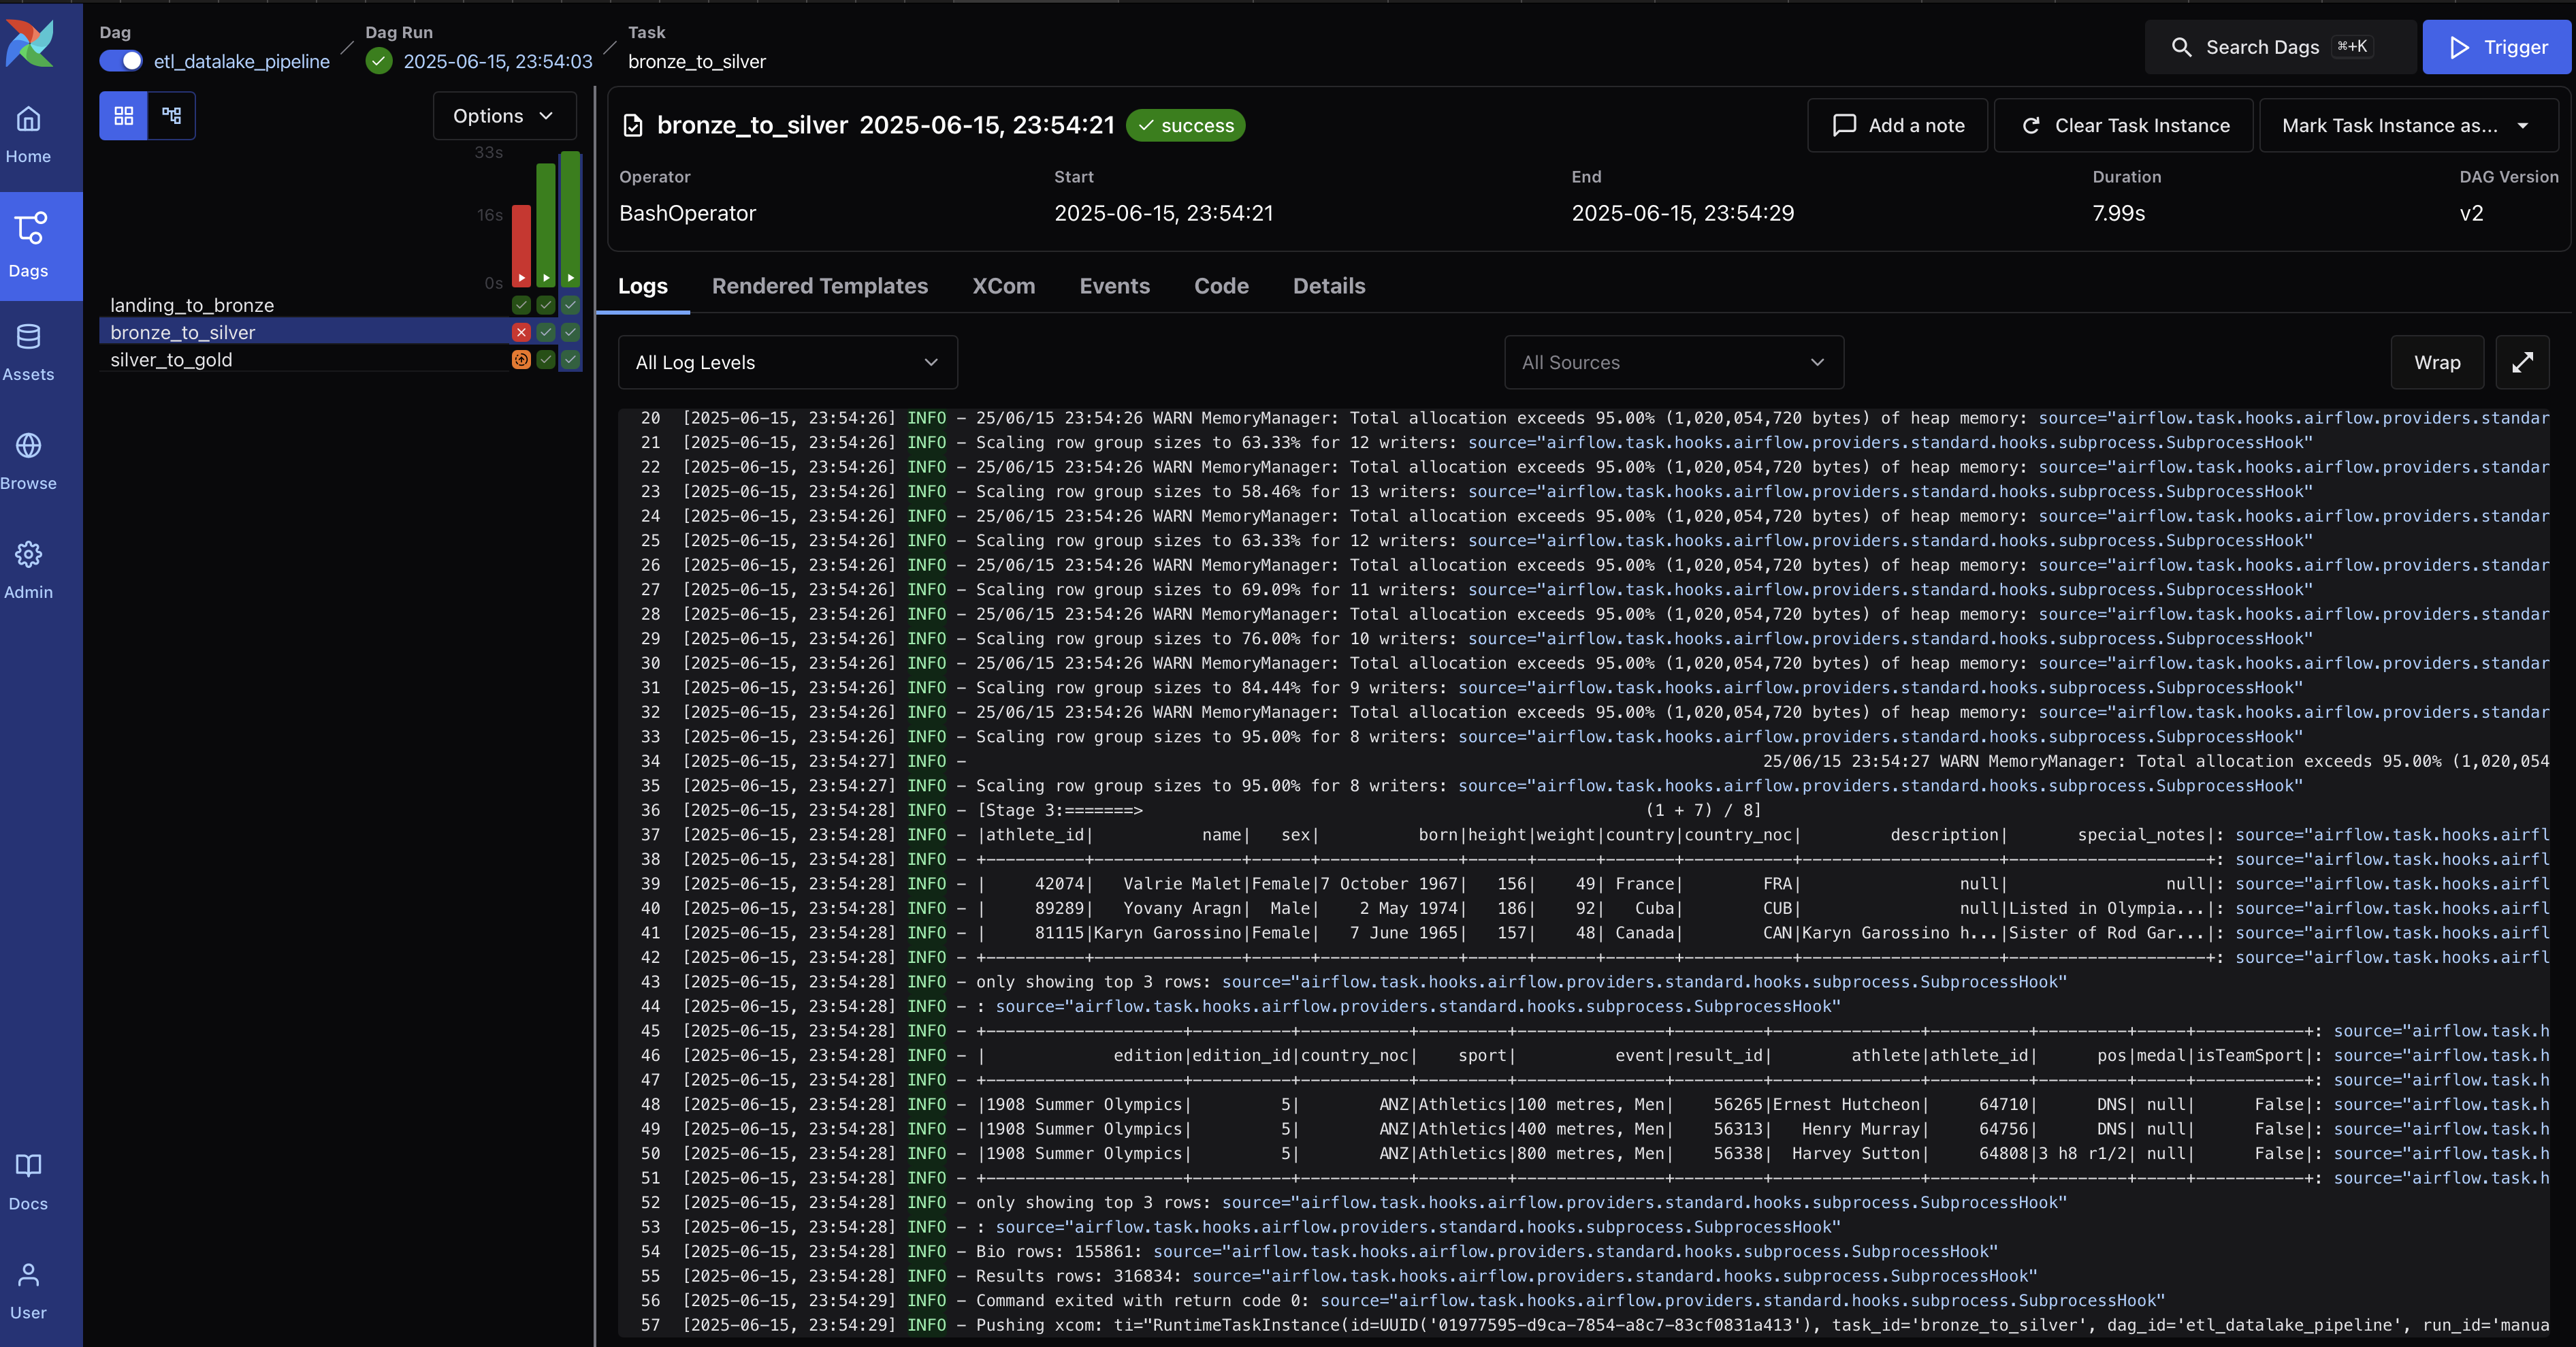 Dag
etl_datalake_pipeline
Dag Run
2025-06-15, 23:54:03
Task
bronze_to_silver
Search Dags ⌘+K
Trigger
Home
Dags
Assets
Browse
Admin
Docs
User
Options
33s
16s
0s
landing_to_bronze
bronze_to_silver
silver_to_gold
bronze_to_silver 2025-06-15, 23:54:21 success
Add a note
Clear Task Instance
Mark Task Instance as...
Operator Start End Duration DAG Version
BashOperator 2025-06-15, 23:54:21 2025-06-15, 23:54:29 7.99s v2
Logs Rendered Templates XCom Events Code Details
All Log Levels All Sources Wrap
20 [2025-06-15, 23:54:26] INFO - 25/06/15 23:54:26 WARN MemoryManager: Total allocation exceeds 95.00% (1,020,054,720 bytes) of heap memory: source="airflow.task.hooks.airflow.providers.standar
21 [2025-06-15, 23:54:26] INFO - Scaling row group sizes to 63.33% for 12 writers: source="airflow.task.hooks.airflow.providers.standard.hooks.subprocess.SubprocessHook"
22 [2025-06-15, 23:54:26] INFO - 25/06/15 23:54:26 WARN MemoryManager: Total allocation exceeds 95.00% (1,020,054,720 bytes) of heap memory: source="airflow.task.hooks.airflow.providers.standar
23 [2025-06-15, 23:54:26] INFO - Scaling row group sizes to 58.46% for 13 writers: source="airflow.task.hooks.airflow.providers.standard.hooks.subprocess.SubprocessHook"
24 [2025-06-15, 23:54:26] INFO - 25/06/15 23:54:26 WARN MemoryManager: Total allocation exceeds 95.00% (1,020,054,720 bytes) of heap memory: source="airflow.task.hooks.airflow.providers.standar
25 [2025-06-15, 23:54:26] INFO - Scaling row group sizes to 63.33% for 12 writers: source="airflow.task.hooks.airflow.providers.standard.hooks.subprocess.SubprocessHook"
26 [2025-06-15, 23:54:26] INFO - 25/06/15 23:54:26 WARN MemoryManager: Total allocation exceeds 95.00% (1,020,054,720 bytes) of heap memory: source="airflow.task.hooks.airflow.providers.standar
27 [2025-06-15, 23:54:26] INFO - Scaling row group sizes to 69.09% for 11 writers: source="airflow.task.hooks.airflow.providers.standard.hooks.subprocess.SubprocessHook"
28 [2025-06-15, 23:54:26] INFO - 25/06/15 23:54:26 WARN MemoryManager: Total allocation exceeds 95.00% (1,020,054,720 bytes) of heap memory: source="airflow.task.hooks.airflow.providers.standar
29 [2025-06-15, 23:54:26] INFO - Scaling row group sizes to 76.00% for 10 writers: source="airflow.task.hooks.airflow.providers.standard.hooks.subprocess.SubprocessHook"
30 [2025-06-15, 23:54:26] INFO - 25/06/15 23:54:26 WARN MemoryManager: Total allocation exceeds 95.00% (1,020,054,720 bytes) of heap memory: source="airflow.task.hooks.airflow.providers.standar
31 [2025-06-15, 23:54:26] INFO - Scaling row group sizes to 84.44% for 9 writers: source="airflow.task.hooks.airflow.providers.standard.hooks.subprocess.SubprocessHook"
32 [2025-06-15, 23:54:26] INFO - 25/06/15 23:54:26 WARN MemoryManager: Total allocation exceeds 95.00% (1,020,054,720 bytes) of heap memory: source="airflow.task.hooks.airflow.providers.standar
33 [2025-06-15, 23:54:26] INFO - Scaling row group sizes to 95.00% for 8 writers: source="airflow.task.hooks.airflow.providers.standard.hooks.subprocess.SubprocessHook"
34 [2025-06-15, 23:54:27] INFO - 25/06/15 23:54:27 WARN MemoryManager: Total allocation exceeds 95.00% (1,020,054
35 [2025-06-15, 23:54:27] INFO - Scaling row group sizes to 95.00% for 8 writers: source="airflow.task.hooks.airflow.providers.standard.hooks.subprocess.SubprocessHook"
36 [2025-06-15, 23:54:28] INFO - [Stage 3:=======> (1 + 7) / 8]
37 [2025-06-15, 23:54:28] INFO - |athlete_id| name| sex| born|height|weight|country|country_noc| description| special_notes|: source="airflow.task.hooks.airfl
38 [2025-06-15, 23:54:28] INFO - +----------+---------------+------+--------------+------+------+-------+-----------+--------------------+--------------------+: source="airflow.task.hooks.airfl
39 [2025-06-15, 23:54:28] INFO - | 42074| Valrie Malet|Female|7 October 1967| 156| 49| France| FRA| null| null|: source="airflow.task.hooks.airfl
40 [2025-06-15, 23:54:28] INFO - | 89289| Yovany Aragn| Male| 2 May 1974| 186| 92| Cuba| CUB| null|Listed in Olympia...|: source="airflow.task.hooks.airfl
41 [2025-06-15, 23:54:28] INFO - | 81115|Karyn Garossino|Female| 7 June 1965| 157| 48| Canada| CAN|Karyn Garossino h...|Sister of Rod Gar...|: source="airflow.task.hooks.airfl
42 [2025-06-15, 23:54:28] INFO - +----------+---------------+------+--------------+------+------+-------+-----------+--------------------+--------------------+: source="airflow.task.hooks.airfl
43 [2025-06-15, 23:54:28] INFO - only showing top 3 rows: source="airflow.task.hooks.airflow.providers.standard.hooks.subprocess.SubprocessHook"
44 [2025-06-15, 23:54:28] INFO - : source="airflow.task.hooks.airflow.providers.standard.hooks.subprocess.SubprocessHook"
45 [2025-06-15, 23:54:28] INFO - +--------------------+----------+-----------+---------+---------------+---------+---------------+----------+---------+-----+-----------+: source="airflow.task.h
46 [2025-06-15, 23:54:28] INFO - | edition|edition_id|country_noc| sport| event|result_id| athlete|athlete_id| pos|medal|isTeamSport|: source="airflow.task.h
47 [2025-06-15, 23:54:28] INFO - +--------------------+----------+-----------+---------+---------------+---------+---------------+----------+---------+-----+-----------+: source="airflow.task.h
48 [2025-06-15, 23:54:28] INFO - |1908 Summer Olympics| 5| ANZ|Athletics|100 metres, Men| 56265|Ernest Hutcheon| 64710| DNS| null| False|: source="airflow.task.h
49 [2025-06-15, 23:54:28] INFO - |1908 Summer Olympics| 5| ANZ|Athletics|400 metres, Men| 56313| Henry Murray| 64756| DNS| null| False|: source="airflow.task.h
50 [2025-06-15, 23:54:28] INFO - |1908 Summer Olympics| 5| ANZ|Athletics|800 metres, Men| 56338| Harvey Sutton| 64808|3 h8 r1/2| null| False|: source="airflow.task.h
51 [2025-06-15, 23:54:28] INFO - +--------------------+----------+-----------+---------+---------------+---------+---------------+----------+---------+-----+-----------+: source="airflow.task.h
52 [2025-06-15, 23:54:28] INFO - only showing top 3 rows: source="airflow.task.hooks.airflow.providers.standard.hooks.subprocess.SubprocessHook"
53 [2025-06-15, 23:54:28] INFO - : source="airflow.task.hooks.airflow.providers.standard.hooks.subprocess.SubprocessHook"
54 [2025-06-15, 23:54:28] INFO - Bio rows: 155861: source="airflow.task.hooks.airflow.providers.standard.hooks.subprocess.SubprocessHook"
55 [2025-06-15, 23:54:28] INFO - Results rows: 316834: source="airflow.task.hooks.airflow.providers.standard.hooks.subprocess.SubprocessHook"
56 [2025-06-15, 23:54:29] INFO - Command exited with return code 0: source="airflow.task.hooks.airflow.providers.standard.hooks.subprocess.SubprocessHook"
57 [2025-06-15, 23:54:29] INFO - Pushing xcom: ti="RuntimeTaskInstance(id=UUID('01977595-d9ca-7854-a8c7-83cf0831a413'), task_id='bronze_to_silver', dag_id='etl_datalake_pipeline', run_id='manua